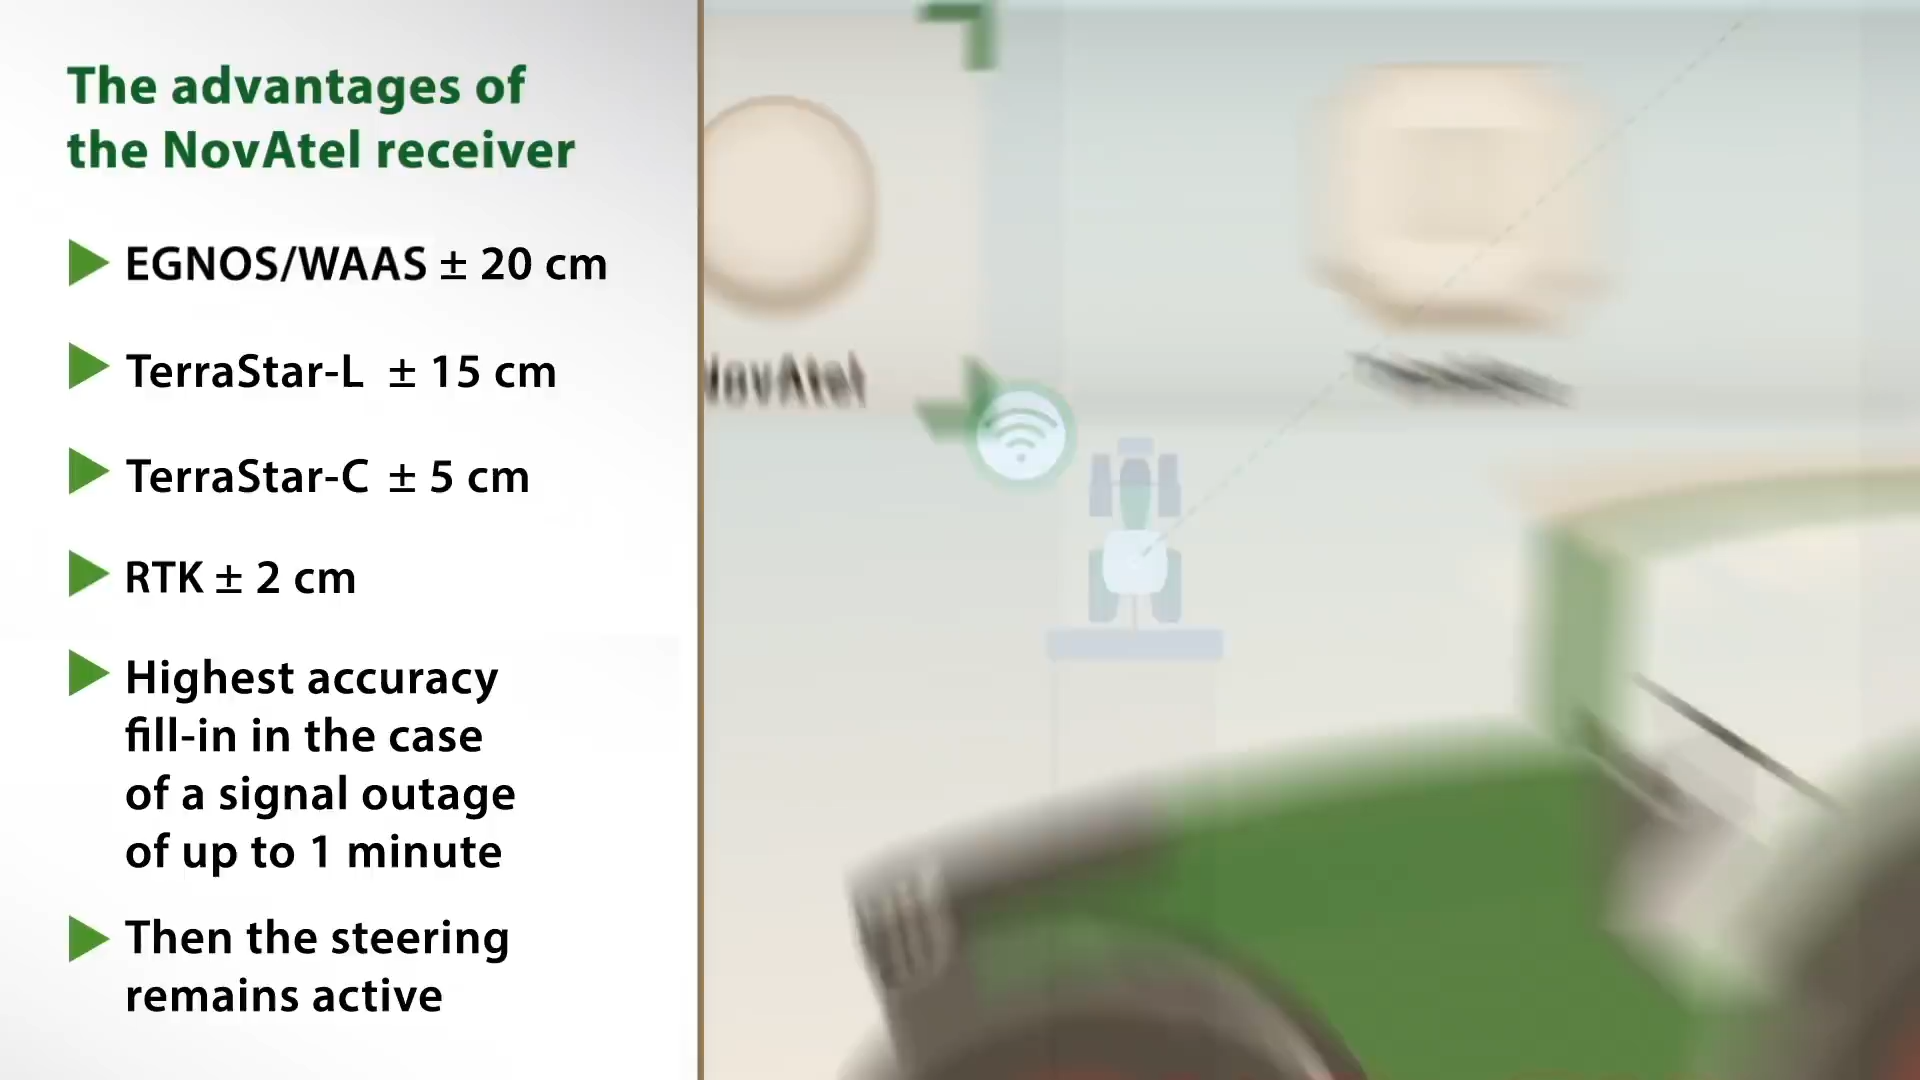 The advantages of
the NovAtel receiver
EGNOS/WAAS ± 20 cm
TerraStar-L ± 15 cm
TerraStar-C ± 5 cm
RTK ± 2 cm
Highest accuracy
fill-in in the case
of a signal outage
of up to 1 minute
Then the steering
remains active
NovAtel